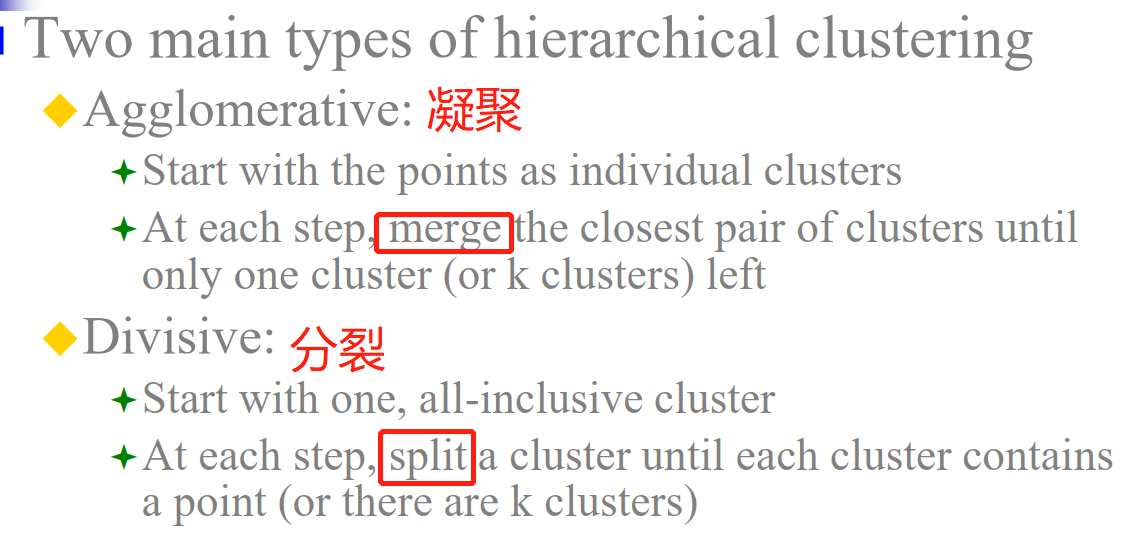 Two main types of hierarchical clustering
Agglomerative: 凝聚
Start with the points as individual clusters
At each step, merge the closest pair of clusters until
only one cluster (or k clusters) left
Divisive: 分裂
Start with one, all-inclusive cluster
At each step, split a cluster until each cluster contains
a point (or there are k clusters)